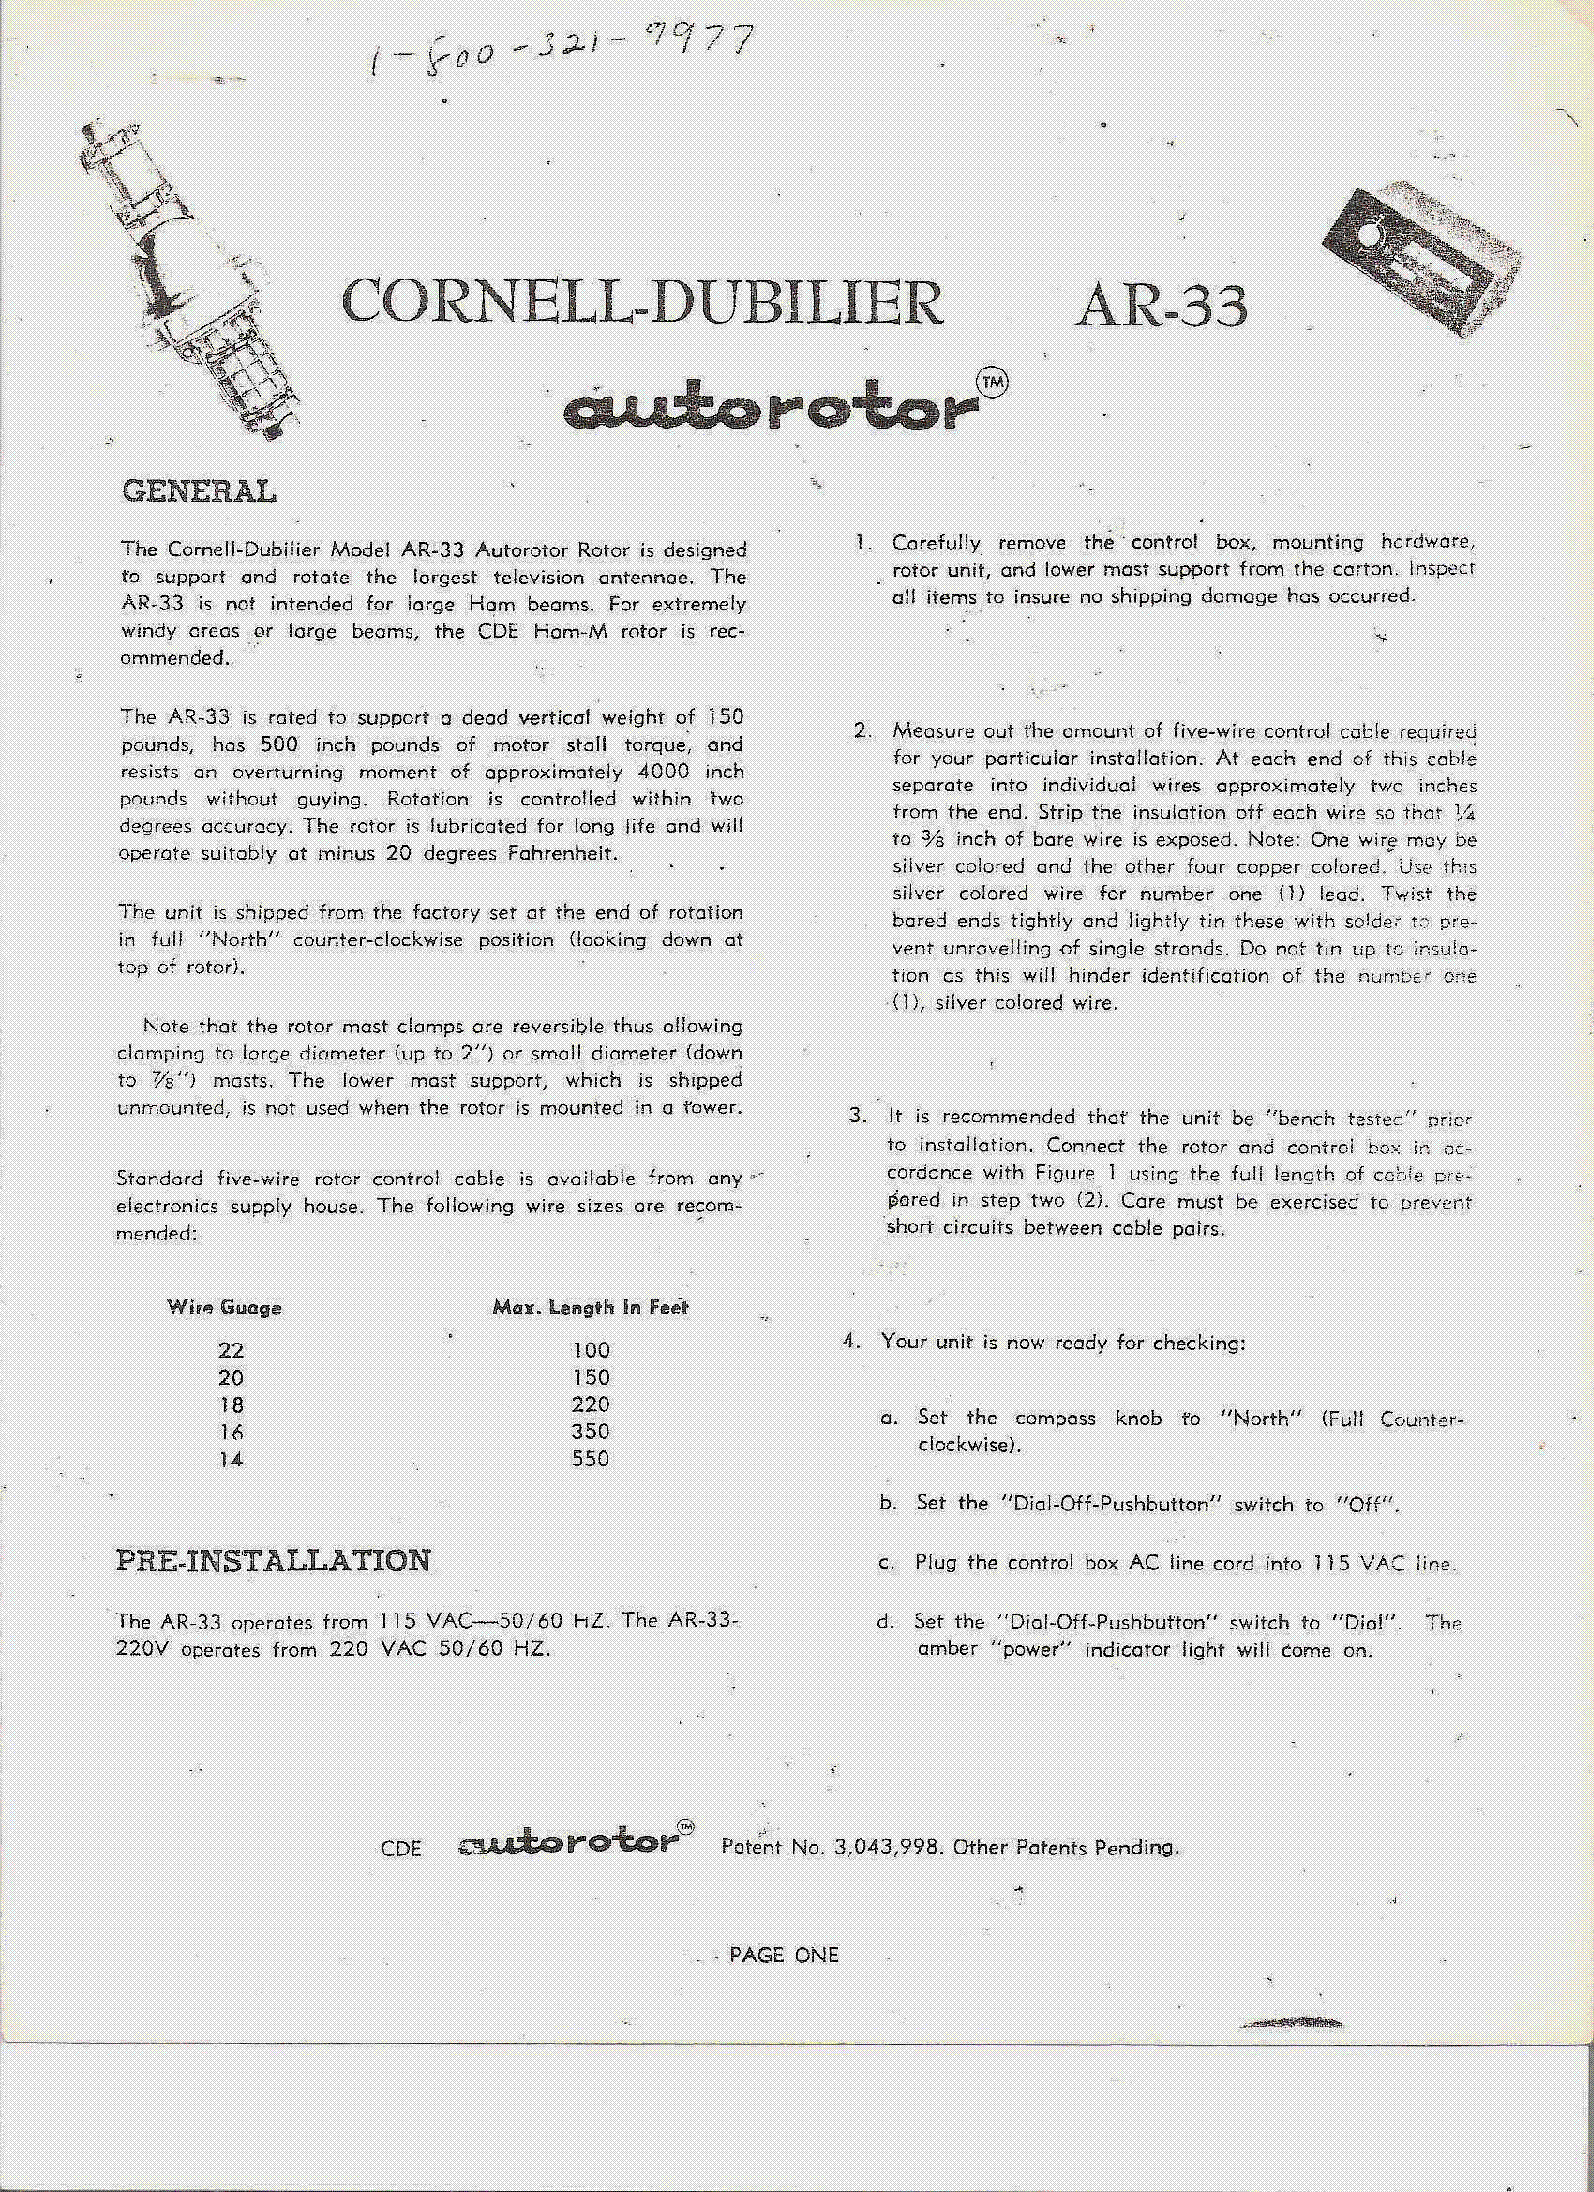 1-800-321-9977
CORNELL-DUBILIER AR-33
autorotor TM
GENERAL
The Cornell-Dubilier Model AR-33 Autorotor Rotor is designed
to support and rotate the largest television antennae. The
AR-33 is not intended for large Ham beams. For extremely
windy areas or large beams, the CDE Ham-M rotor is rec-
ommended.
The AR-33 is rated to support a dead vertical weight of 150
pounds, has 500 inch pounds of motor stall torque, and
resists an overturning moment of approximately 4000 inch
pounds without guying. Rotation is controlled within two
degrees accuracy. The rotor is lubricated for long life and will
operate suitably at minus 20 degrees Fahrenheit.
The unit is shipped from the factory set at the end of rotation
in full "North" counter-clockwise position (looking down at
top of rotor).
Note that the rotor mast clamps are reversible thus allowing
clamping to large diameter (up to 2") or small diameter (down
to 7/8") masts. The lower mast support, which is shipped
unmounted, is not used when the rotor is mounted in a tower.
Standard five-wire rotor control cable is available from any
electronics supply house. The following wire sizes are recom-
mended:
Wire Guage Max. Length In Feet
22 100
20 150
18 220
16 350
14 550
PRE-INSTALLATION
The AR-33 operates from 115 VAC—50/60 HZ. The AR-33-
220V operates from 220 VAC 50/60 HZ.
1. Carefully remove the control box, mounting hardware,
rotor unit, and lower mast support from the carton. Inspect
all items to insure no shipping damage has occurred.
2. Measure out the amount of five-wire control cable required
for your particular installation. At each end of this cable
separate into individual wires approximately two inches
from the end. Strip the insulation off each wire so that 1/4
to 3/8 inch of bare wire is exposed. Note: One wire may be
silver colored and the other four copper colored. Use this
silver colored wire for number one (1) lead. Twist the
bared ends tightly and lightly tin these with solder to pre-
vent unravelling of single strands. Do not tin up to insula-
tion as this will hinder identification of the number one
(1), silver colored wire.
3. It is recommended that the unit be "bench tested" prior
to installation. Connect the rotor and control box in ac-
cordance with Figure 1 using the full length of cable pre-
pared in step two (2). Care must be exercised to prevent
short circuits between cable pairs.
4. Your unit is now ready for checking:
a. Set the compass knob to "North" (Full Counter-
clockwise).
b. Set the "Dial-Off-Pushbutton" switch to "Off".
c. Plug the control box AC line cord into 115 VAC line.
d. Set the "Dial-Off-Pushbutton" switch to "Dial". The
amber "power" indicator light will come on.
CDE autorotor TM Patent No. 3,043,998. Other Patents Pending.
PAGE ONE